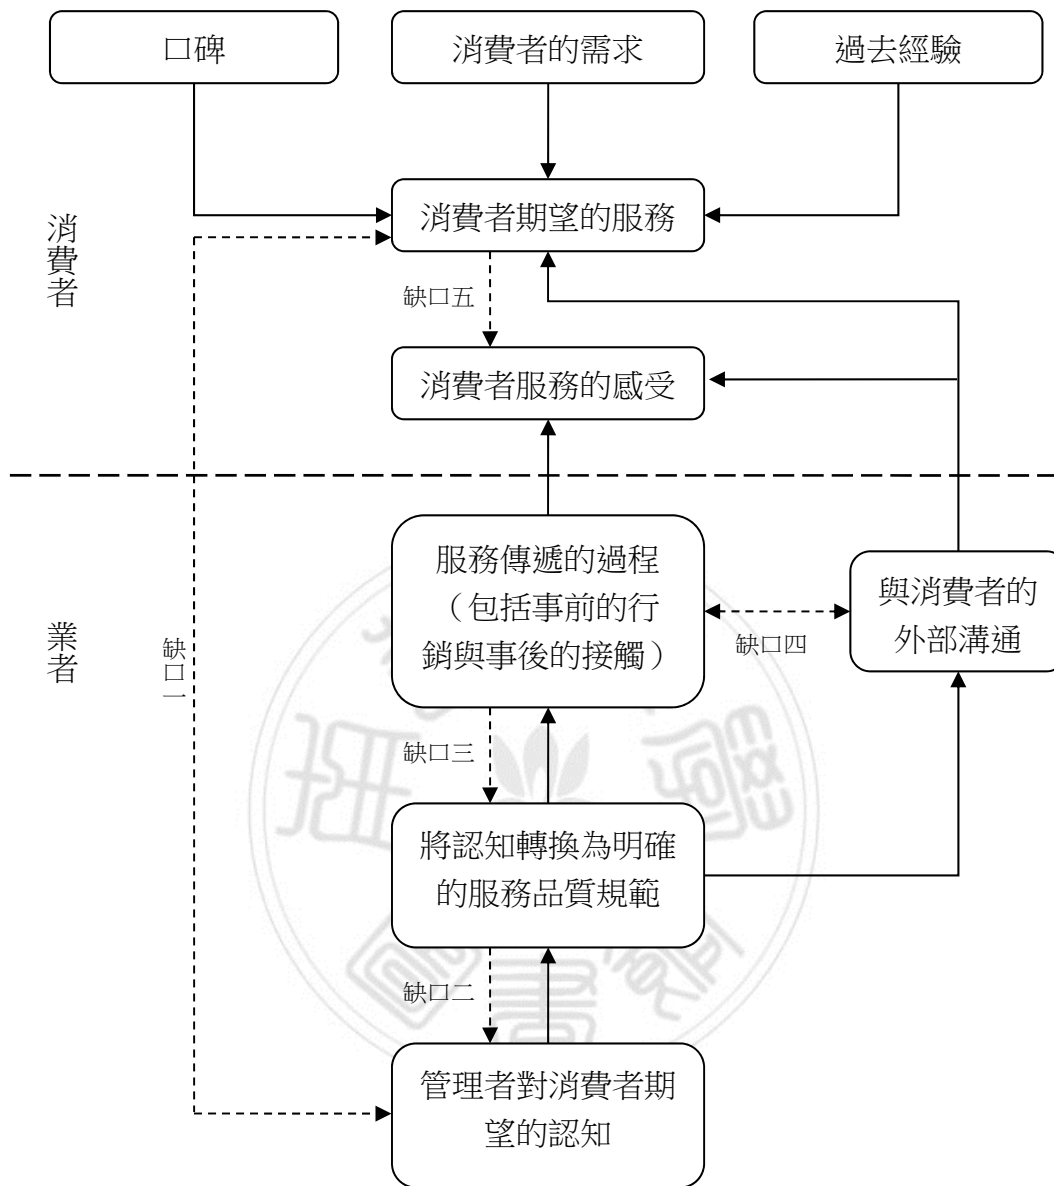 口碑
消費者的需求
過去經驗
消費者
消費者期望的服務
缺口五
消費者服務的感受
業者
缺口一
服務傳遞的過程
（包括事前的行
銷與事後的接觸）
缺口四
與消費者的
外部溝通
缺口三
將認知轉換為明確
的服務品質規範
缺口二
管理者對消費者期
望的認知